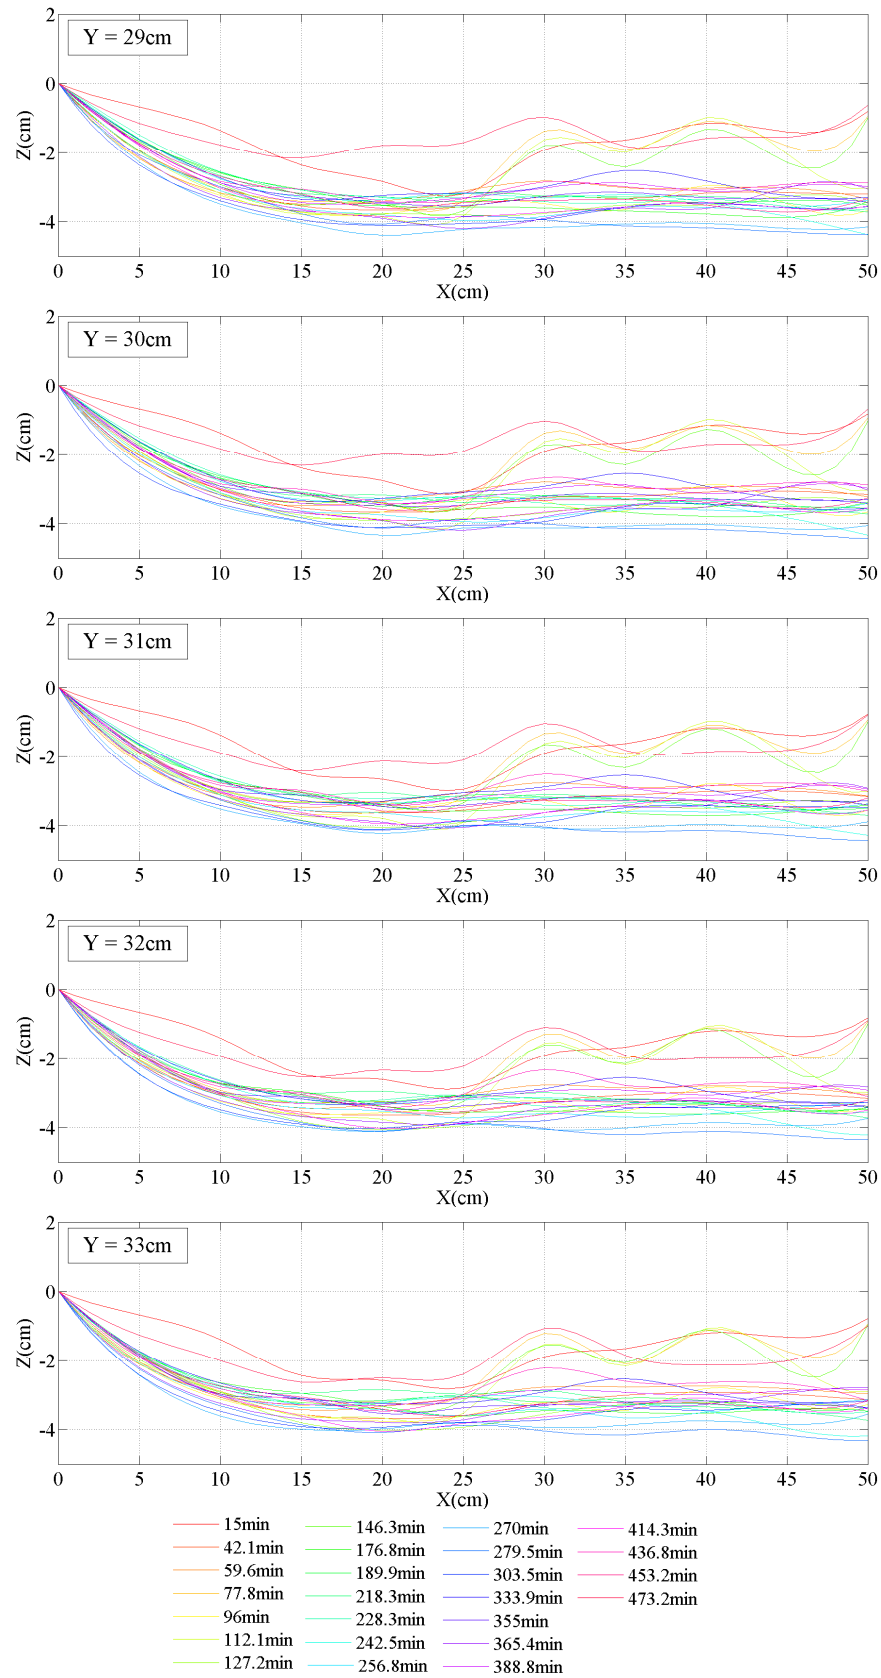 Y = 29cm
Z(cm)
2
0
-2
-4
0 5 10 15 20 25 30 35 40 45 50
X(cm)
Y = 30cm
Z(cm)
2
0
-2
-4
0 5 10 15 20 25 30 35 40 45 50
X(cm)
Y = 31cm
Z(cm)
2
0
-2
-4
0 5 10 15 20 25 30 35 40 45 50
X(cm)
Y = 32cm
Z(cm)
2
0
-2
-4
0 5 10 15 20 25 30 35 40 45 50
X(cm)
Y = 33cm
Z(cm)
2
0
-2
-4
0 5 10 15 20 25 30 35 40 45 50
X(cm)
15min
42.1min
59.6min
77.8min
96min
112.1min
127.2min
146.3min
176.8min
189.9min
218.3min
228.3min
242.5min
256.8min
270min
279.5min
303.5min
333.9min
355min
365.4min
388.8min
414.3min
436.8min
453.2min
473.2min